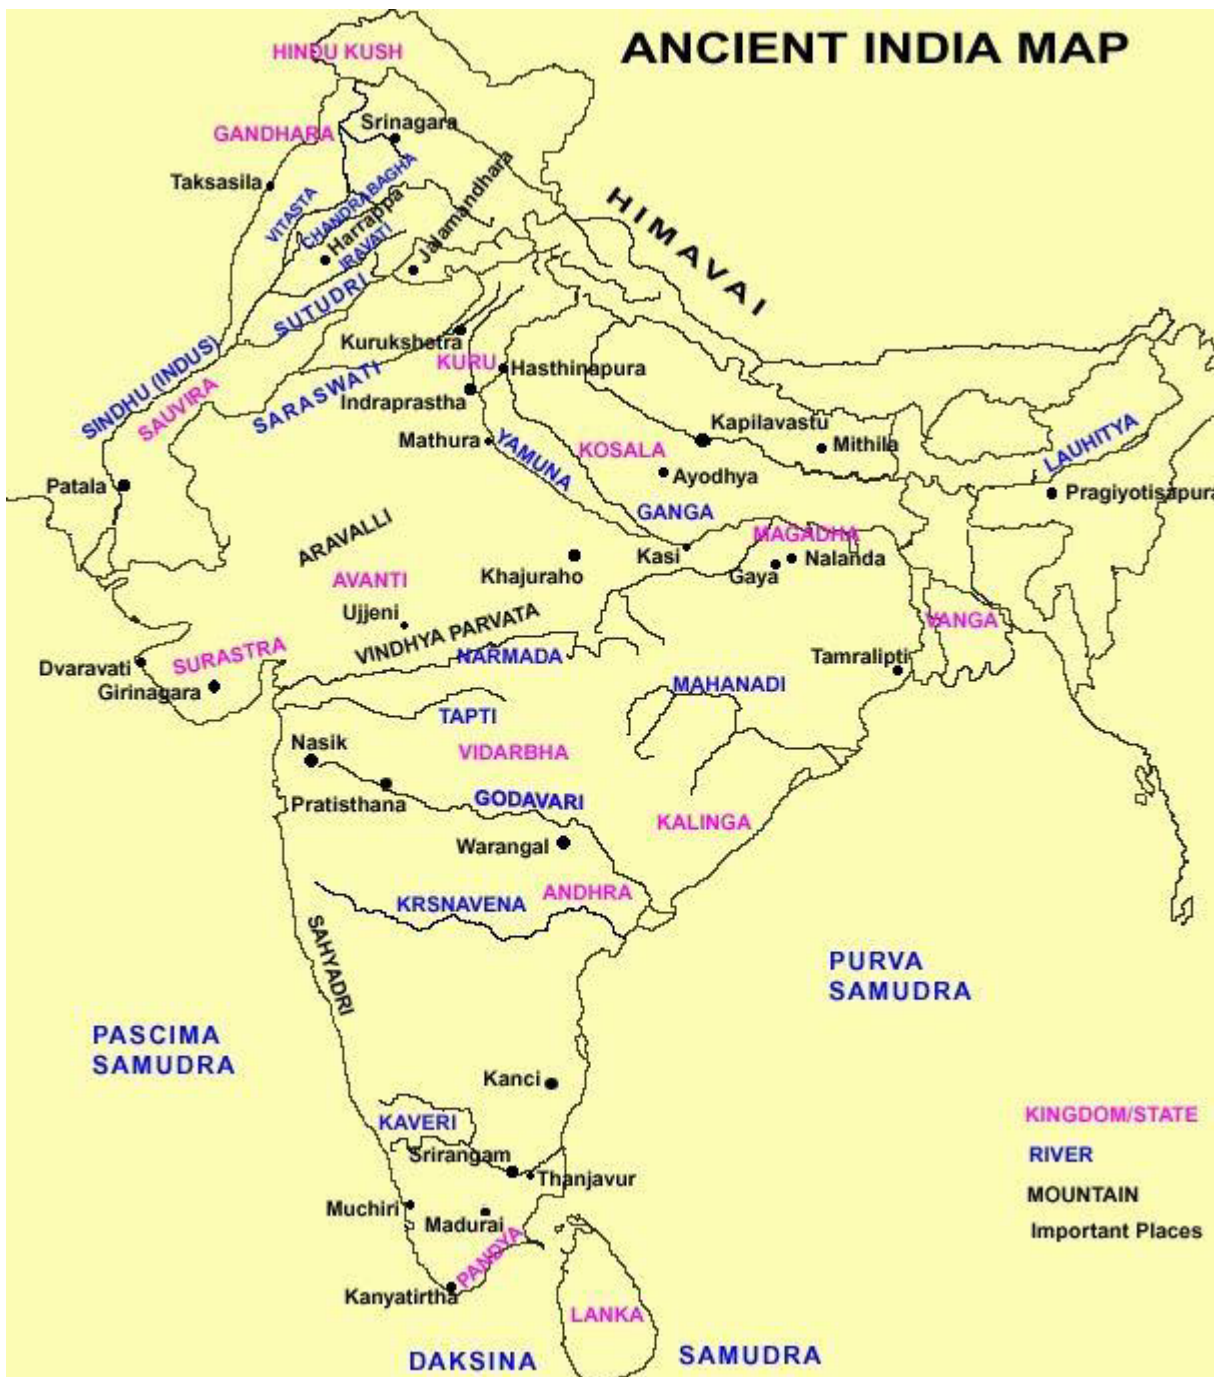 ANCIENT INDIA MAP
HINDU KUSH
GANDHARA
Srinagara
Taksasila
VITASTA
CHANDRABAGHA
Harrappa
IRAVATI
Jalamandhara
HIMAVAI
SUTUDRI
Kurukshetra
SINDHU (INDUS)
SAUVIRA
SARASWATI
KURU
Hasthinapura
Indraprastha
Mathura
YAMUNA
KOSALA
Kapilavastu
Mithila
LAUHITYA
Ayodhya
Patala
Pragiyotisapura
GANGA
ARAVALLI
MAGADHA
Kasi
Nalanda
Gaya
Khajuraho
AVANTI
Ujjeni
VINDHYA PARVATA
VANGA
SURASTRA
Dvaravati
Girinagara
NARMADA
Tamralipti
MAHANADI
TAPTI
Nasik
VIDARBHA
Pratisthana
GODAVARI
KALINGA
Warangal
ANDHRA
KRSNAVENA
SAHYADRI
PURVA
SAMUDRA
PASCIMA
SAMUDRA
Kanci
KAVERI
Srirangam
Thanjavur
Muchiri
Madurai
PANDYA
Kanyatirtha
LANKA
DAKSINA SAMUDRA
KINGDOM/STATE
RIVER
MOUNTAIN
Important Places